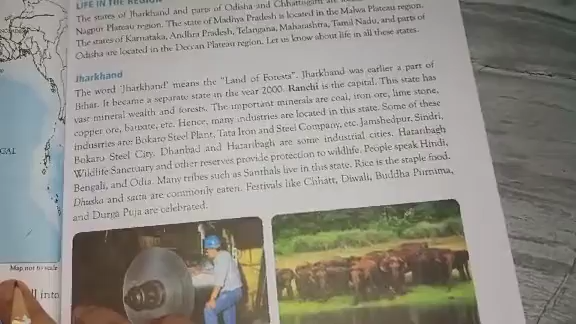 LIFE IN THE REGION
The states of Jharkhand and parts of Odisha and Chhattisgarh are
Nagpur Plateau region. The state of Madhya Pradesh is located in the Malwa Plateau region.
The states of Karnataka, Andhra Pradesh, Telangana, Maharashtra, Tamil Nadu, and parts of
Odisha are located in the Deccan Plateau region. Let us know about life in all these states.
Jharkhand
The word 'Jharkhand' means the "Land of Forests". Jharkhand was earlier a part of
Bihar. It became a separate state in the year 2000. Ranchi is the capital. This state has
vast mineral wealth and forests. The important minerals are coal, iron ore, lime stone,
copper ore, bauxite, etc. Hence, many industries are located in this state. Some of these
industries are: Bokaro Steel Plant, Tata Iron and Steel Company, etc. Jamshedpur, Sindri,
Bokaro Steel City, Dhanbad and Hazaribagh are some industrial cities. Hazaribagh
Wildlife Sanctuary and other reserves provide protection to wildlife. People speak Hindi,
Bengali, and Odia. Many tribes such as Santhals live in this state. Rice is the staple food.
Dhuska and sattu are commonly eaten. Festivals like Chhatt, Diwali, Buddha Purnima,
and Durga Puja are celebrated.
Map not to scale
into